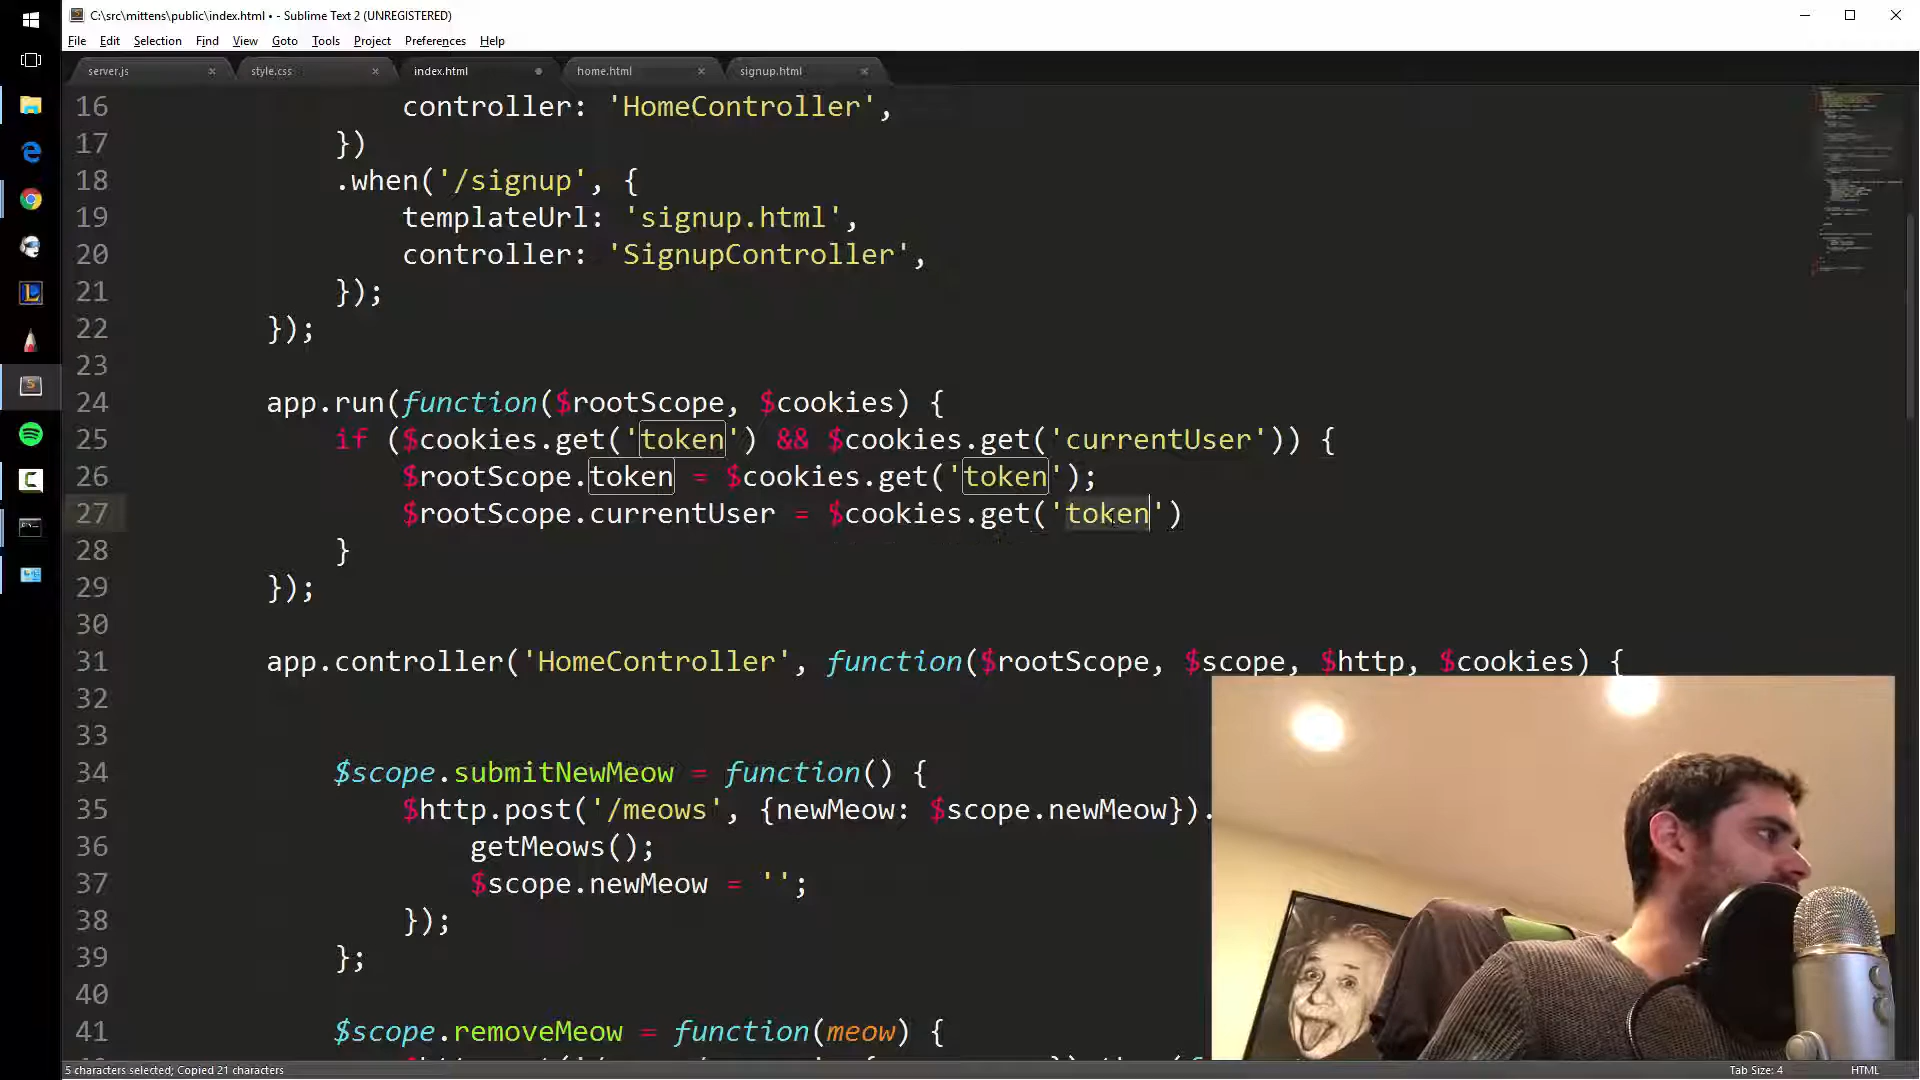 C:\src\mittens\public\index.html • - Sublime Text 2 (UNREGISTERED)
File Edit Selection Find View Goto Tools Project Preferences Help
server.js × style.css × index.html home.html × signup.html ×
16 controller: 'HomeController',
17 })
18 .when('/signup', {
19 templateUrl: 'signup.html',
20 controller: 'SignupController',
21 });
22 });
23
24 app.run(function($rootScope, $cookies) {
25 if ($cookies.get('token') && $cookies.get('currentUser')) {
26 $rootScope.token = $cookies.get('token');
27 $rootScope.currentUser = $cookies.get('token')
28 }
29 });
30
31 app.controller('HomeController', function($rootScope, $scope, $http, $cookies) {
32
33
34 $scope.submitNewMeow = function() {
35 $http.post('/meows', {newMeow: $scope.newMeow}).
36 getMeows();
37 $scope.newMeow = '';
38 });
39 };
40
41 $scope.removeMeow = function(meow) {
5 characters selected; Copied 21 characters
Tab Size: 4 HTML